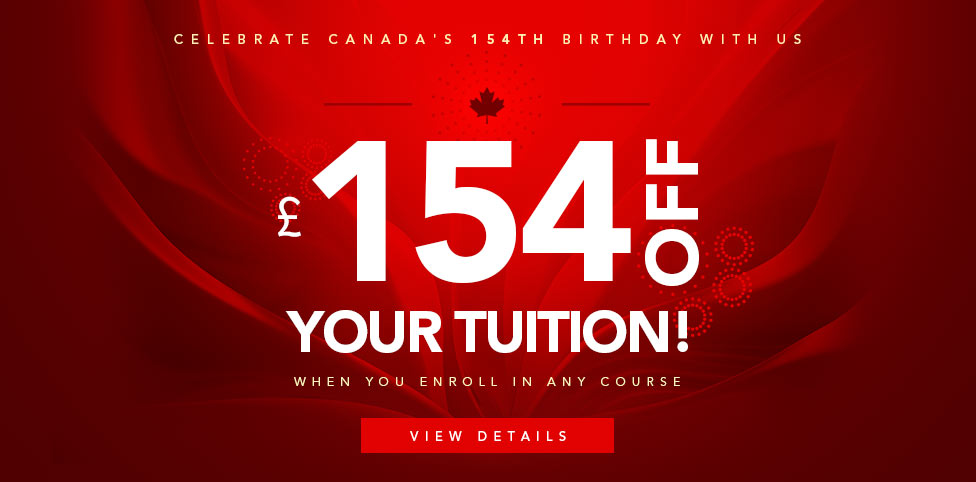 CELEBRATE CANADA'S 154TH BIRTHDAY WITH US
£154 OFF
YOUR TUITION!
WHEN YOU ENROLL IN ANY COURSE
VIEW DETAILS